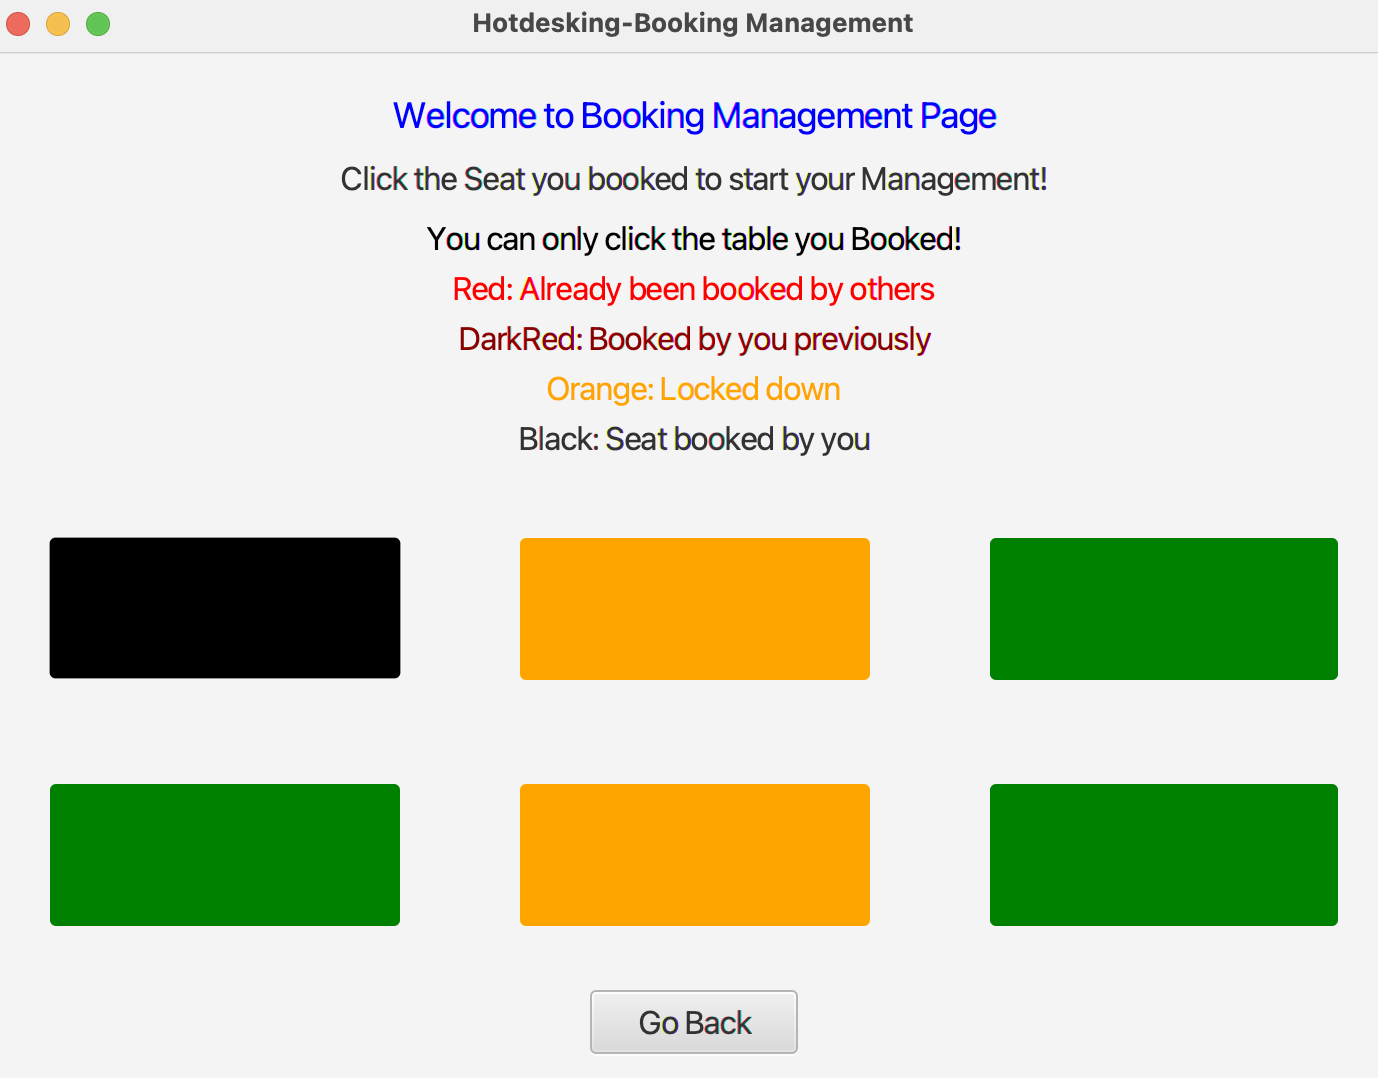 Hotdesking-Booking Management
Welcome to Booking Management Page
Click the Seat you booked to start your Management!
You can only click the table you Booked!
Red: Already been booked by others
DarkRed: Booked by you previously
Orange: Locked down
Black: Seat booked by you
Go Back